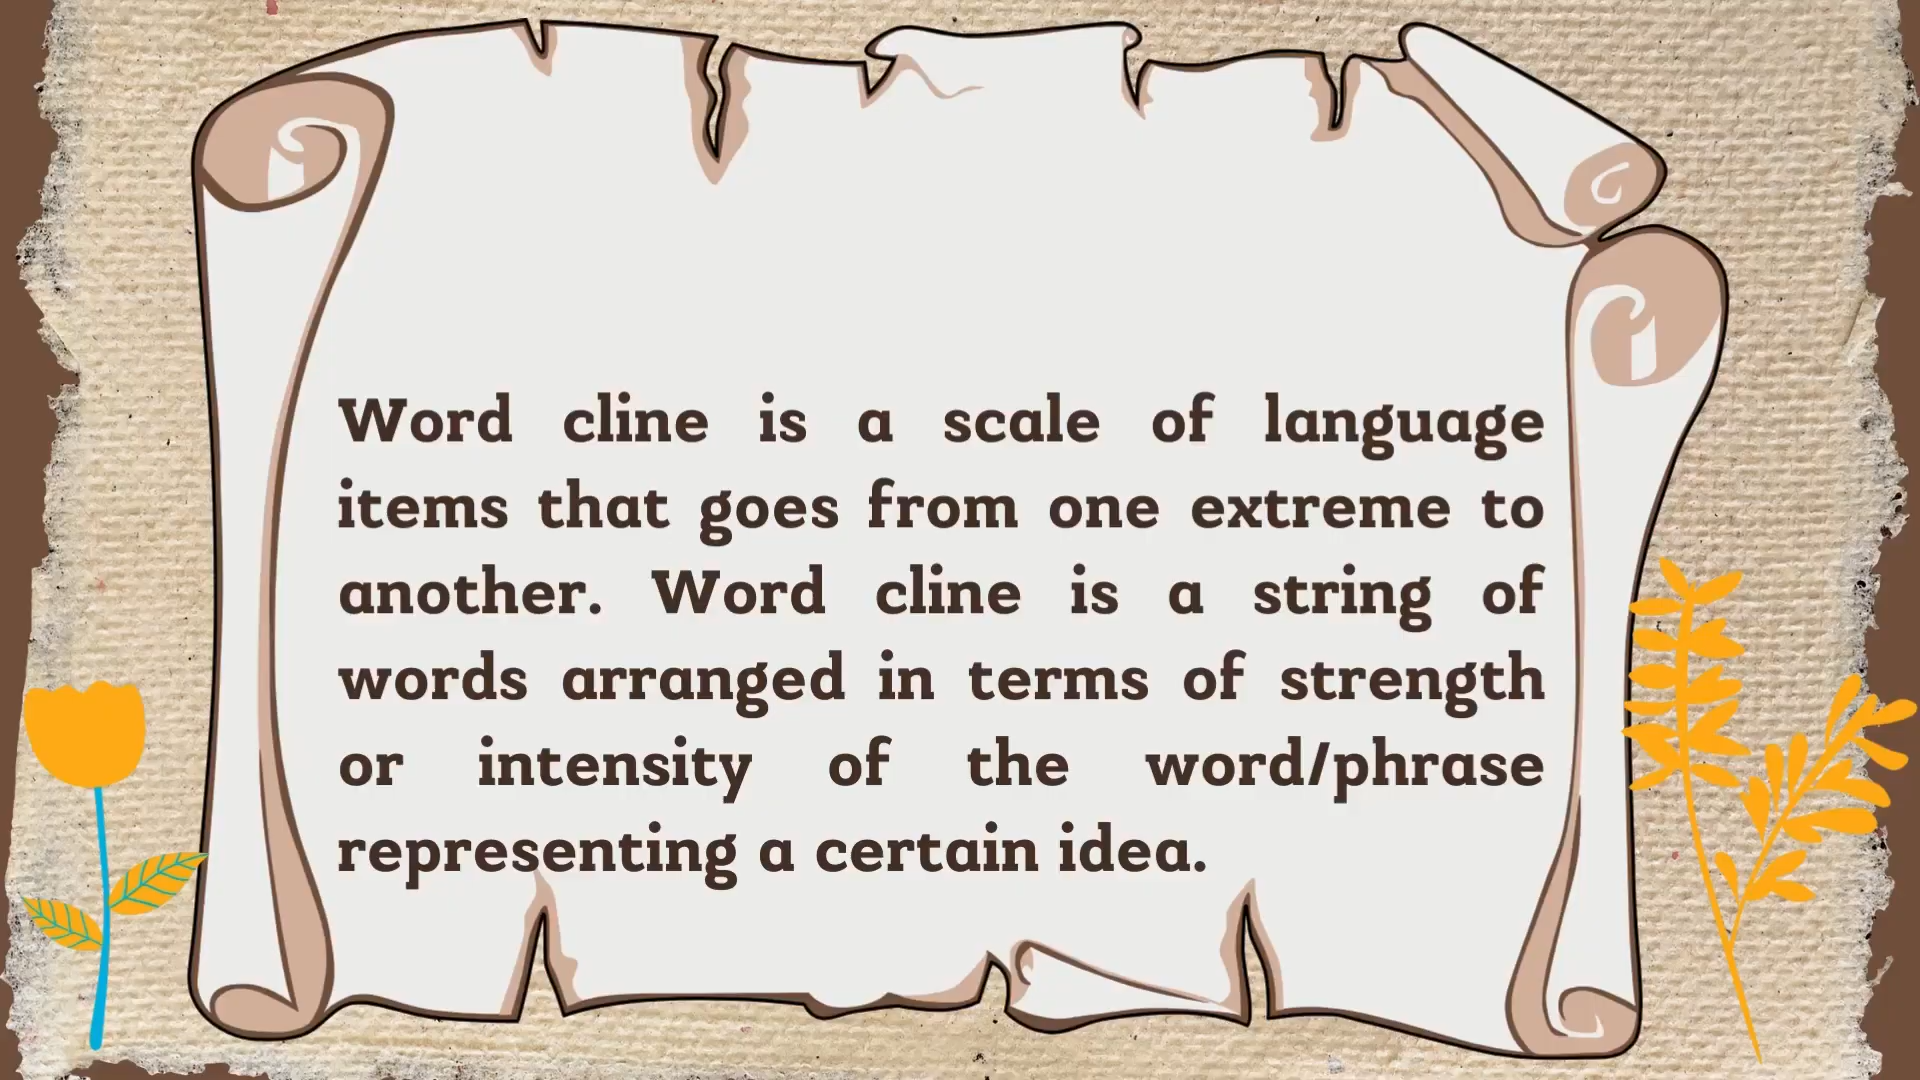 Word cline is a scale of language
items that goes from one extreme to
another. Word cline is a string of
words arranged in terms of strength
or intensity of the word/phrase
representing a certain idea.